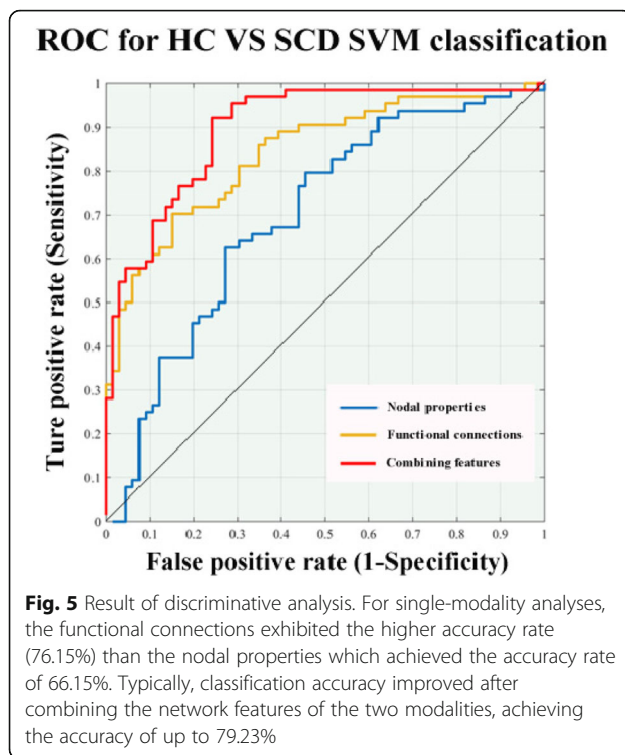 ROC for HC VS SCD SVM classification
Ture positive rate (Sensitivity)
1
0.9
0.8
0.7
0.6
0.5
0.4
0.3
0.2
0.1
0
Nodal properties
Functional connections
Combining features
0 0.1 0.2 0.3 0.4 0.5 0.6 0.7 0.8 0.9 1
False positive rate (1-Specificity)
Fig. 5 Result of discriminative analysis. For single-modality analyses,
the functional connections exhibited the higher accuracy rate
(76.15%) than the nodal properties which achieved the accuracy rate
of 66.15%. Typically, classification accuracy improved after
combining the network features of the two modalities, achieving
the accuracy of up to 79.23%